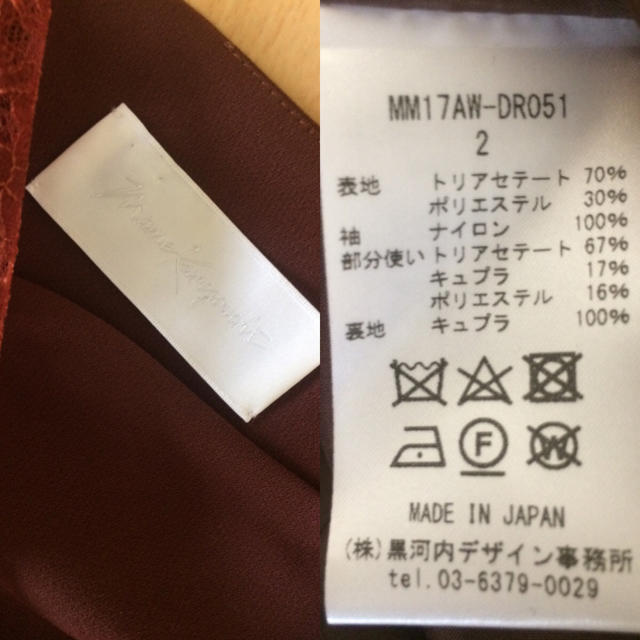 Mame Kurogouchi
MM17AW-DR051
2
表地 トリアセテート 70%
ポリエステル 30%
袖 ナイロン 100%
部分使い トリアセテート 67%
キュプラ 17%
ポリエステル 16%
裏地 キュプラ 100%
F W
MADE IN JAPAN
(株)黒河内デザイン事務所
tel.03-6379-0029